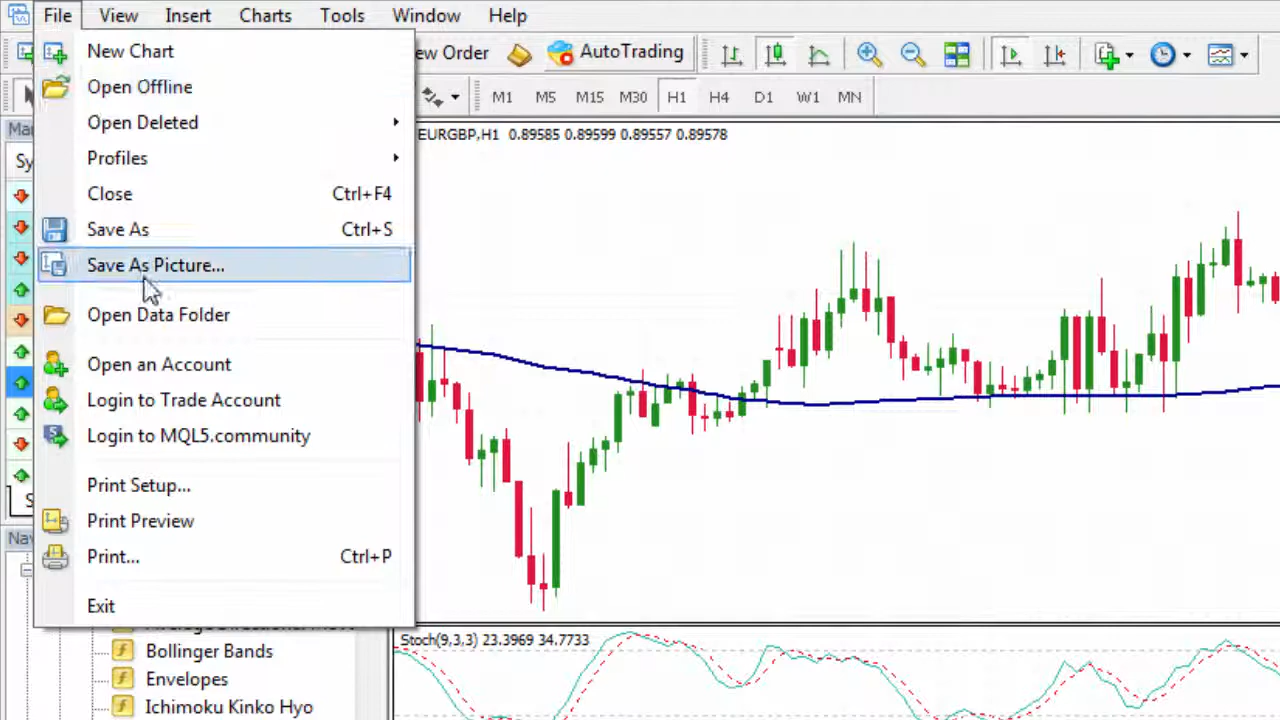 File View Insert Charts Tools Window Help
New Chart
Open Offline
Open Deleted
Profiles
Close Ctrl+F4
Save As Ctrl+S
Save As Picture...
Open Data Folder
Open an Account
Login to Trade Account
Login to MQL5.community
Print Setup...
Print Preview
Print... Ctrl+P
Exit
Order AutoTrading
M1 M5 M15 M30 H1 H4 D1 W1 MN
EURGBP,H1 0.89585 0.89599 0.89557 0.89578
Stoch(9,3,3) 23.3969 34.7733
Bollinger Bands
Envelopes
Ichimoku Kinko Hyo